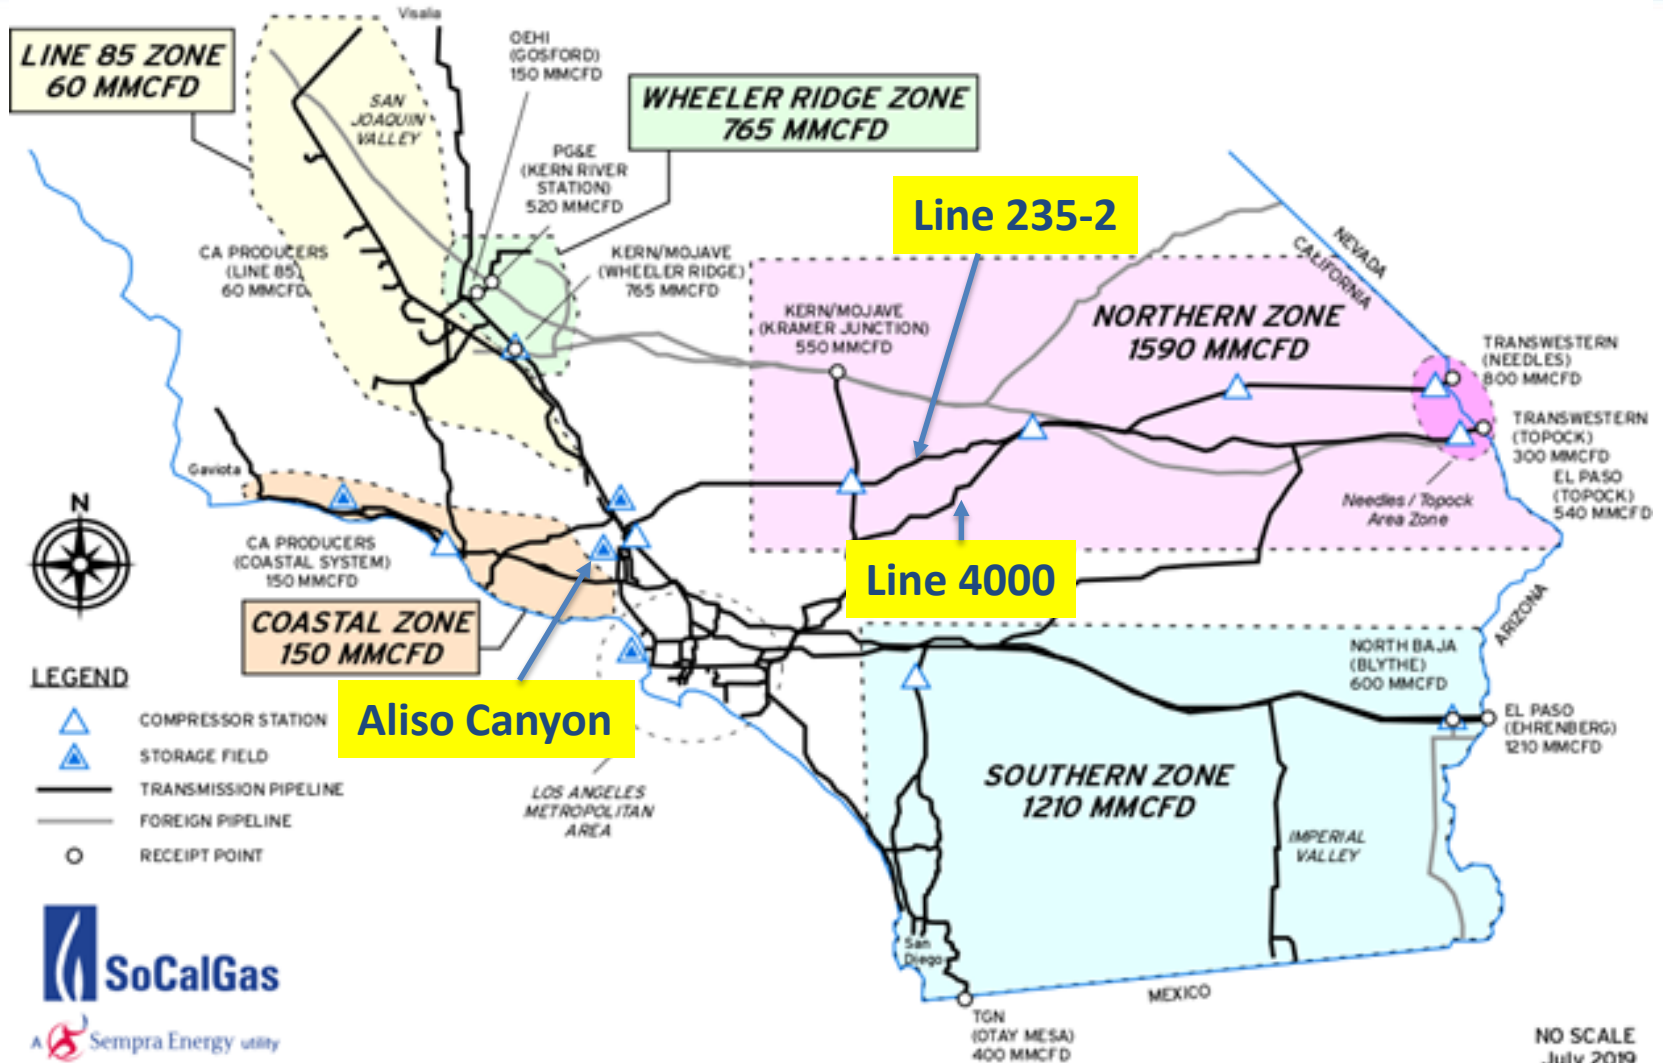 Visalia
LINE 85 ZONE
60 MMCFD
OEHI
(GOSFORD)
150 MMCFD
SAN
JOAQUIN
VALLEY
WHEELER RIDGE ZONE
765 MMCFD
PG&E
(KERN RIVER
STATION)
520 MMCFD
Line 235-2
CA PRODUCERS
(LINE 85)
60 MMCFD
KERN/MOJAVE
(WHEELER RIDGE)
765 MMCFD
NEVADA
CALIFORNIA
KERN/MOJAVE
(KRAMER JUNCTION)
550 MMCFD
NORTHERN ZONE
1590 MMCFD
TRANSWESTERN
(NEEDLES)
800 MMCFD
TRANSWESTERN
(TOPOCK)
300 MMCFD
EL PASO
(TOPOCK)
540 MMCFD
Needles / Topock
Area Zone
Gaviota
N
CA PRODUCERS
(COASTAL SYSTEM)
150 MMCFD
Line 4000
COASTAL ZONE
150 MMCFD
ARIZONA
NORTH BAJA
(BLYTHE)
600 MMCFD
EL PASO
(EHRENBERG)
1210 MMCFD
Aliso Canyon
LEGEND
COMPRESSOR STATION
STORAGE FIELD
TRANSMISSION PIPELINE
FOREIGN PIPELINE
RECEIPT POINT
LOS ANGELES
METROPOLITAN
AREA
SOUTHERN ZONE
1210 MMCFD
IMPERIAL
VALLEY
San
Diego
MEXICO
TGN
(OTAY MESA)
400 MMCFD
SoCalGas
A Sempra Energy utility
NO SCALE
July 2019